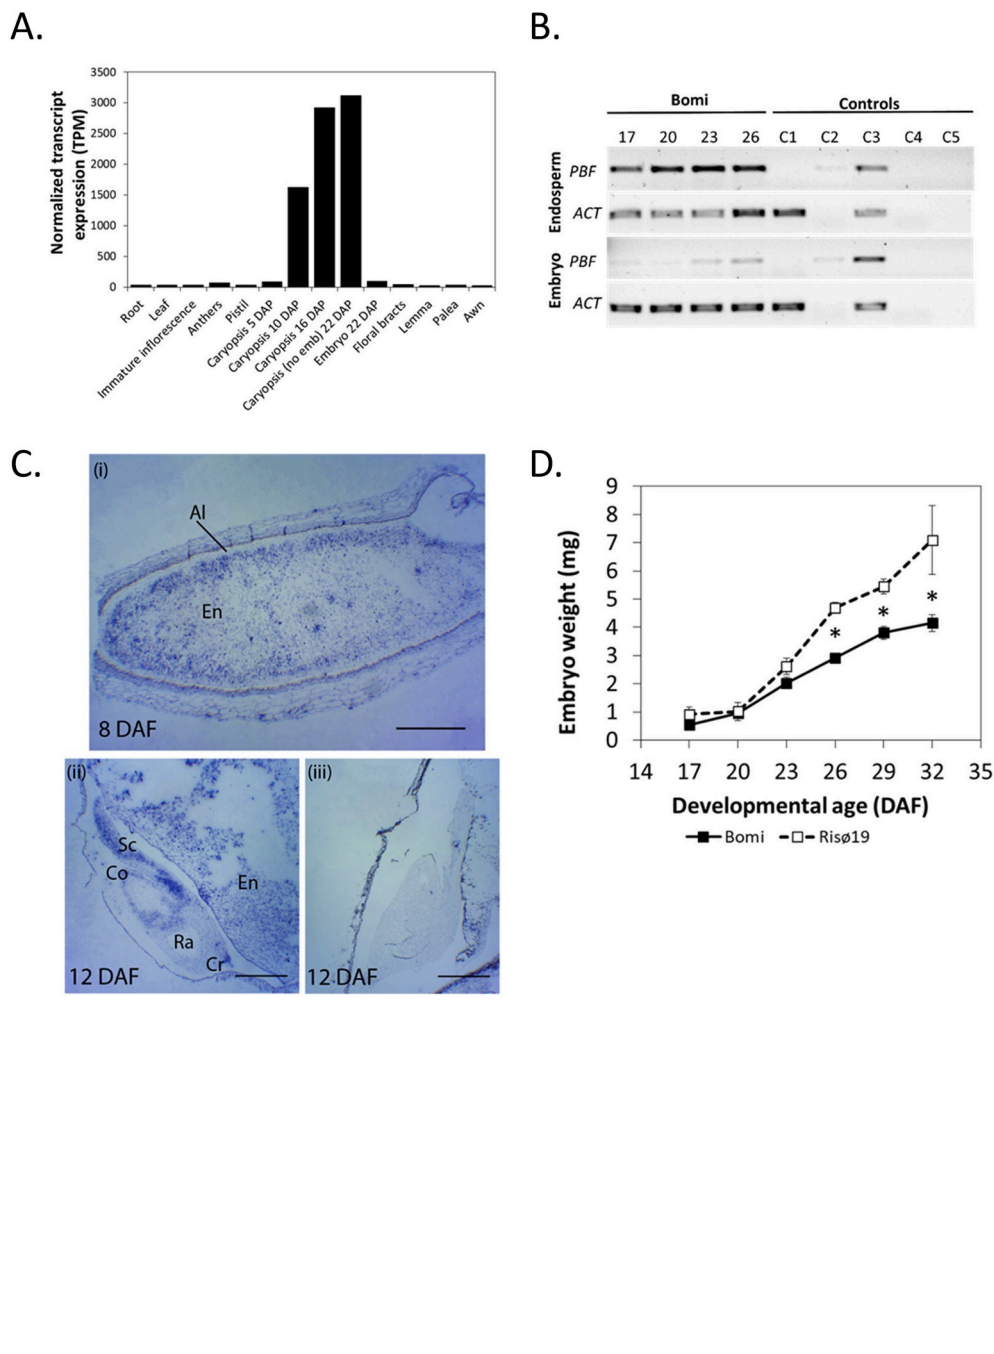 A.
Normalized transcript
expression (TPM)
3500
3000
2500
2000
1500
1000
500
0
Root
Leaf
Immature inflorescence
Anthers
Pistil
Caryopsis 5 DAP
Caryopsis 10 DAP
Caryopsis 16 DAP
Caryopsis (no emb) 22 DAP
Embryo 22 DAP
Floral bracts
Lemma
Palea
Awn
B.
Bomi Controls
17 20 23 26 C1 C2 C3 C4 C5
Endosperm
PBF
ACT
Embryo
PBF
ACT
C.
(i)
Al
En
8 DAF
(ii)
Sc
Co
En
Ra
Cr
12 DAF
(iii)
12 DAF
D.
Embryo weight (mg)
9
8
7
6
5
4
3
2
1
0
* * *
14 17 20 23 26 29 32 35
Developmental age (DAF)
Bomi Risø19